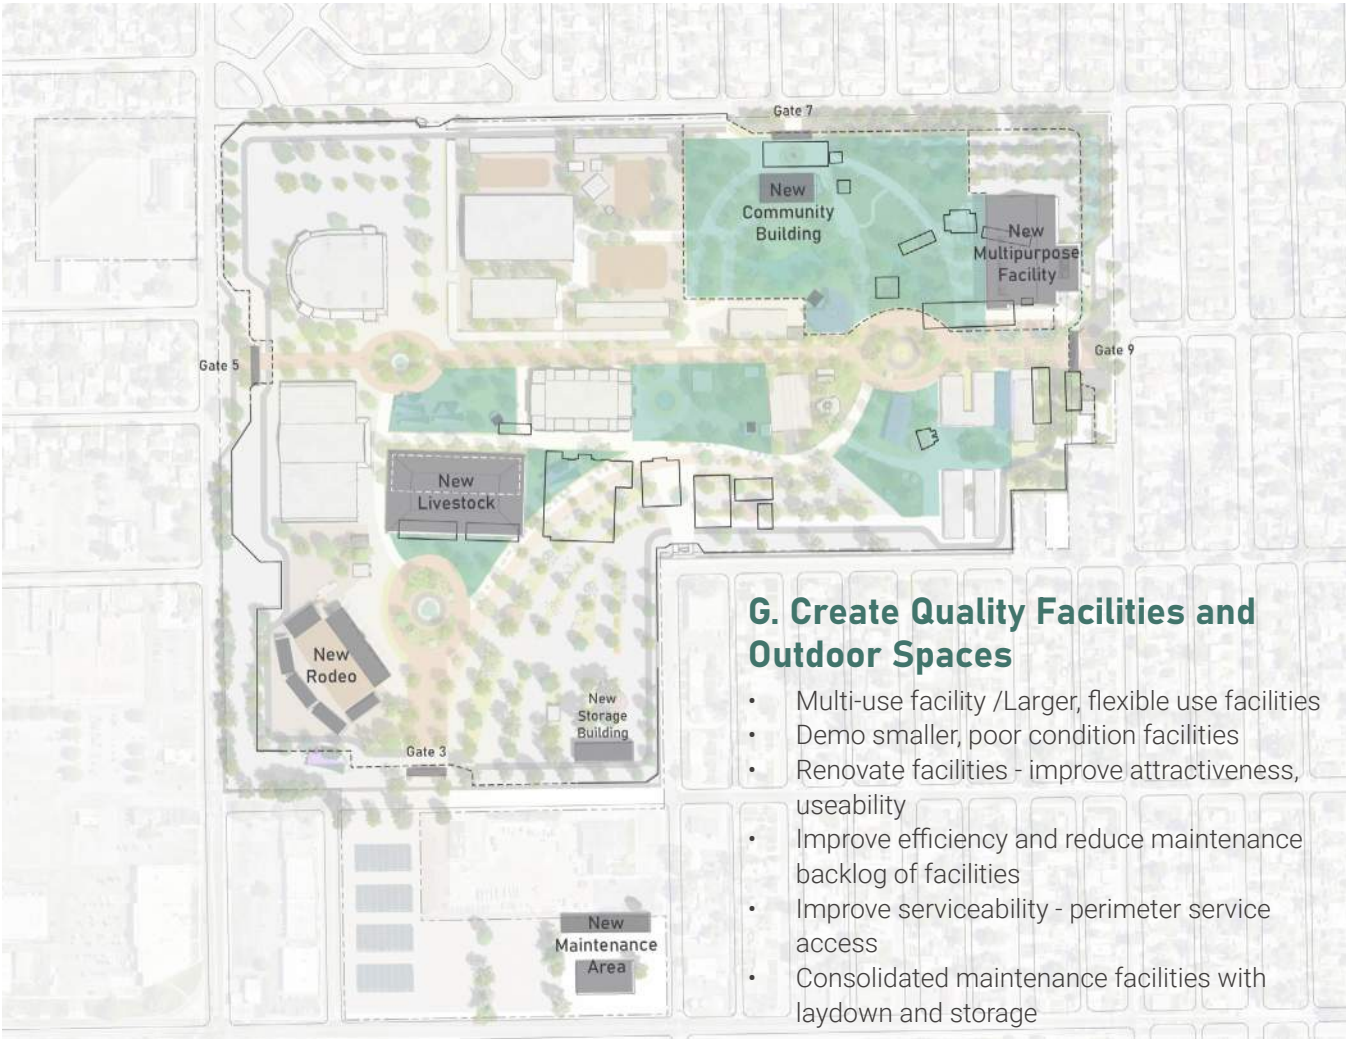 Gate 7
New
Community
Building
New
Multipurpose
Facility
Gate 5
Gate 9
New
Livestock
New
Rodeo
New
Storage
Building
Gate 3
New
Maintenance
Area
G. Create Quality Facilities and
Outdoor Spaces
• Multi-use facility /Larger, flexible use facilities
• Demo smaller, poor condition facilities
• Renovate facilities - improve attractiveness,
useability
• Improve efficiency and reduce maintenance
backlog of facilities
• Improve serviceability - perimeter service
access
• Consolidated maintenance facilities with
laydown and storage